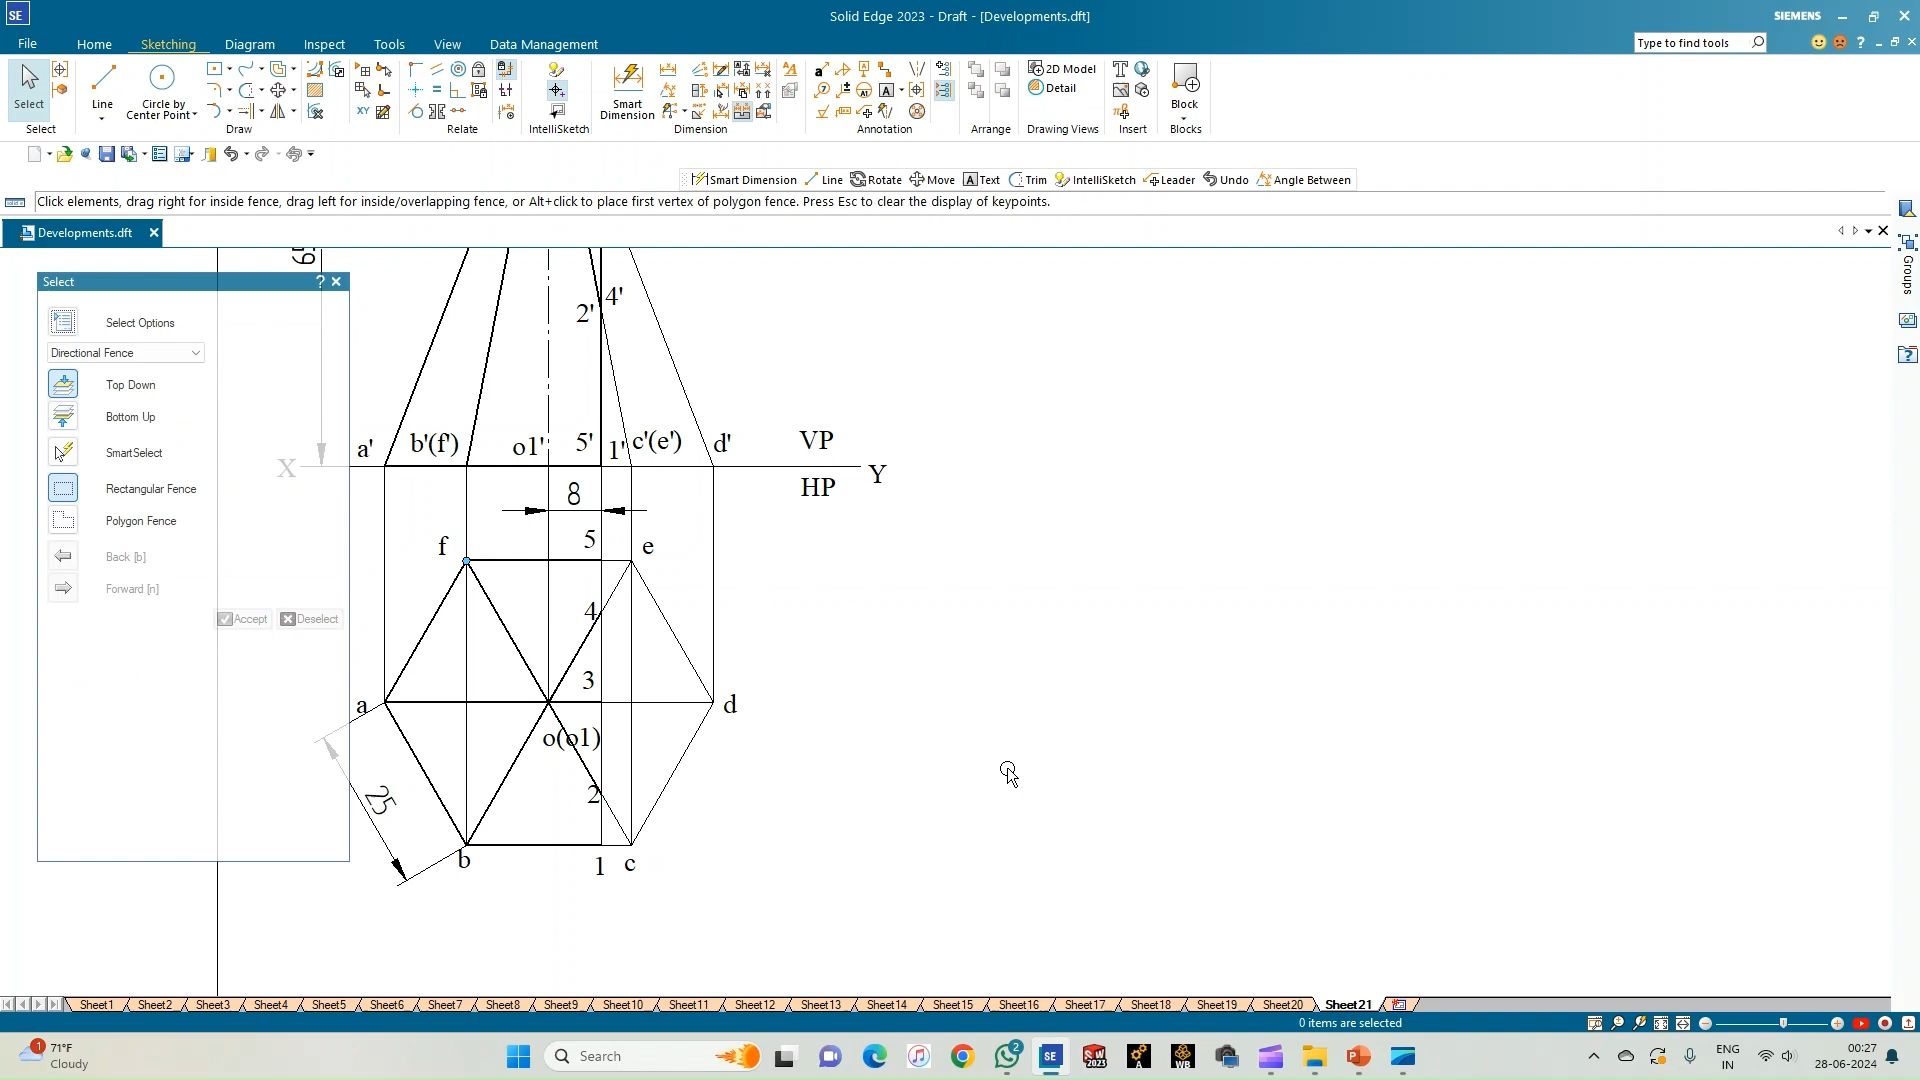 SE
Solid Edge 2023 - Draft - [Developments.dft]
SIEMENS
File Home Sketching Diagram Inspect Tools View Data Management
Type to find tools
Select
Line
Circle by
Center Point
Smart
Dimension
2D Model
Detail
Block
Select Draw Relate IntelliSketch Dimension Annotation Arrange Drawing Views Insert Blocks
Smart Dimension Line Rotate Move Text Trim IntelliSketch Leader Undo Angle Between
Click elements, drag right for inside fence, drag left for inside/overlapping fence, or Alt+click to place first vertex of polygon fence. Press Esc to clear the display of keypoints.
Developments.dft
Groups
Select
Select Options
Directional Fence
Top Down
Bottom Up
SmartSelect
Rectangular Fence
Polygon Fence
Back [b]
Forward [n]
Accept Deselect
2' 4'
a' b'(f') o1' 5' 1' c'(e') d' VP
X Y
HP
8
f 5 e
4
3
a d
o(o1)
25 2
b 1 c
Sheet1 Sheet2 Sheet3 Sheet4 Sheet5 Sheet6 Sheet7 Sheet8 Sheet9 Sheet10 Sheet11 Sheet12 Sheet13 Sheet14 Sheet15 Sheet16 Sheet17 Sheet18 Sheet19 Sheet20 Sheet21
0 items are selected
1
71°F
Cloudy
Search
2
SE
2023
A
WB
ENG
IN
00:27
28-06-2024